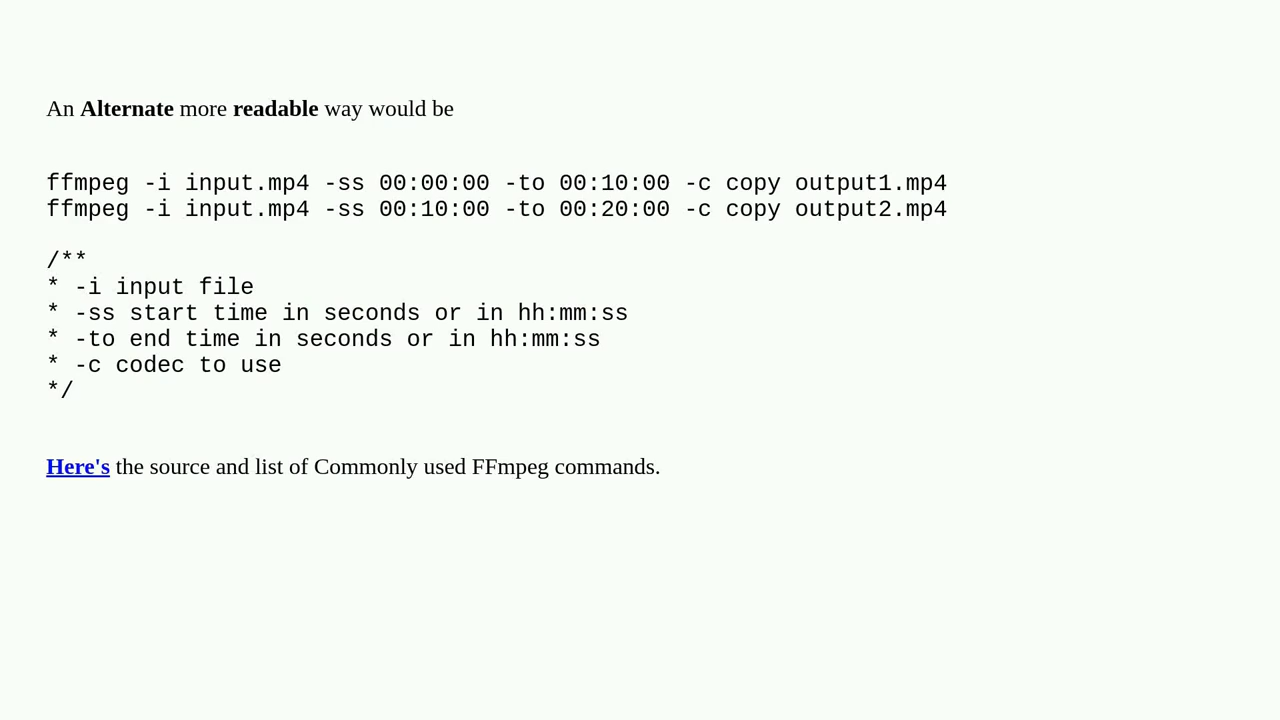 An Alternate more readable way would be
ffmpeg -i input.mp4 -ss 00:00:00 -to 00:10:00 -c copy output1.mp4
ffmpeg -i input.mp4 -ss 00:10:00 -to 00:20:00 -c copy output2.mp4
/**
* -i input file
* -ss start time in seconds or in hh:mm:ss
* -to end time in seconds or in hh:mm:ss
* -c codec to use
*/
Here's the source and list of Commonly used FFmpeg commands.